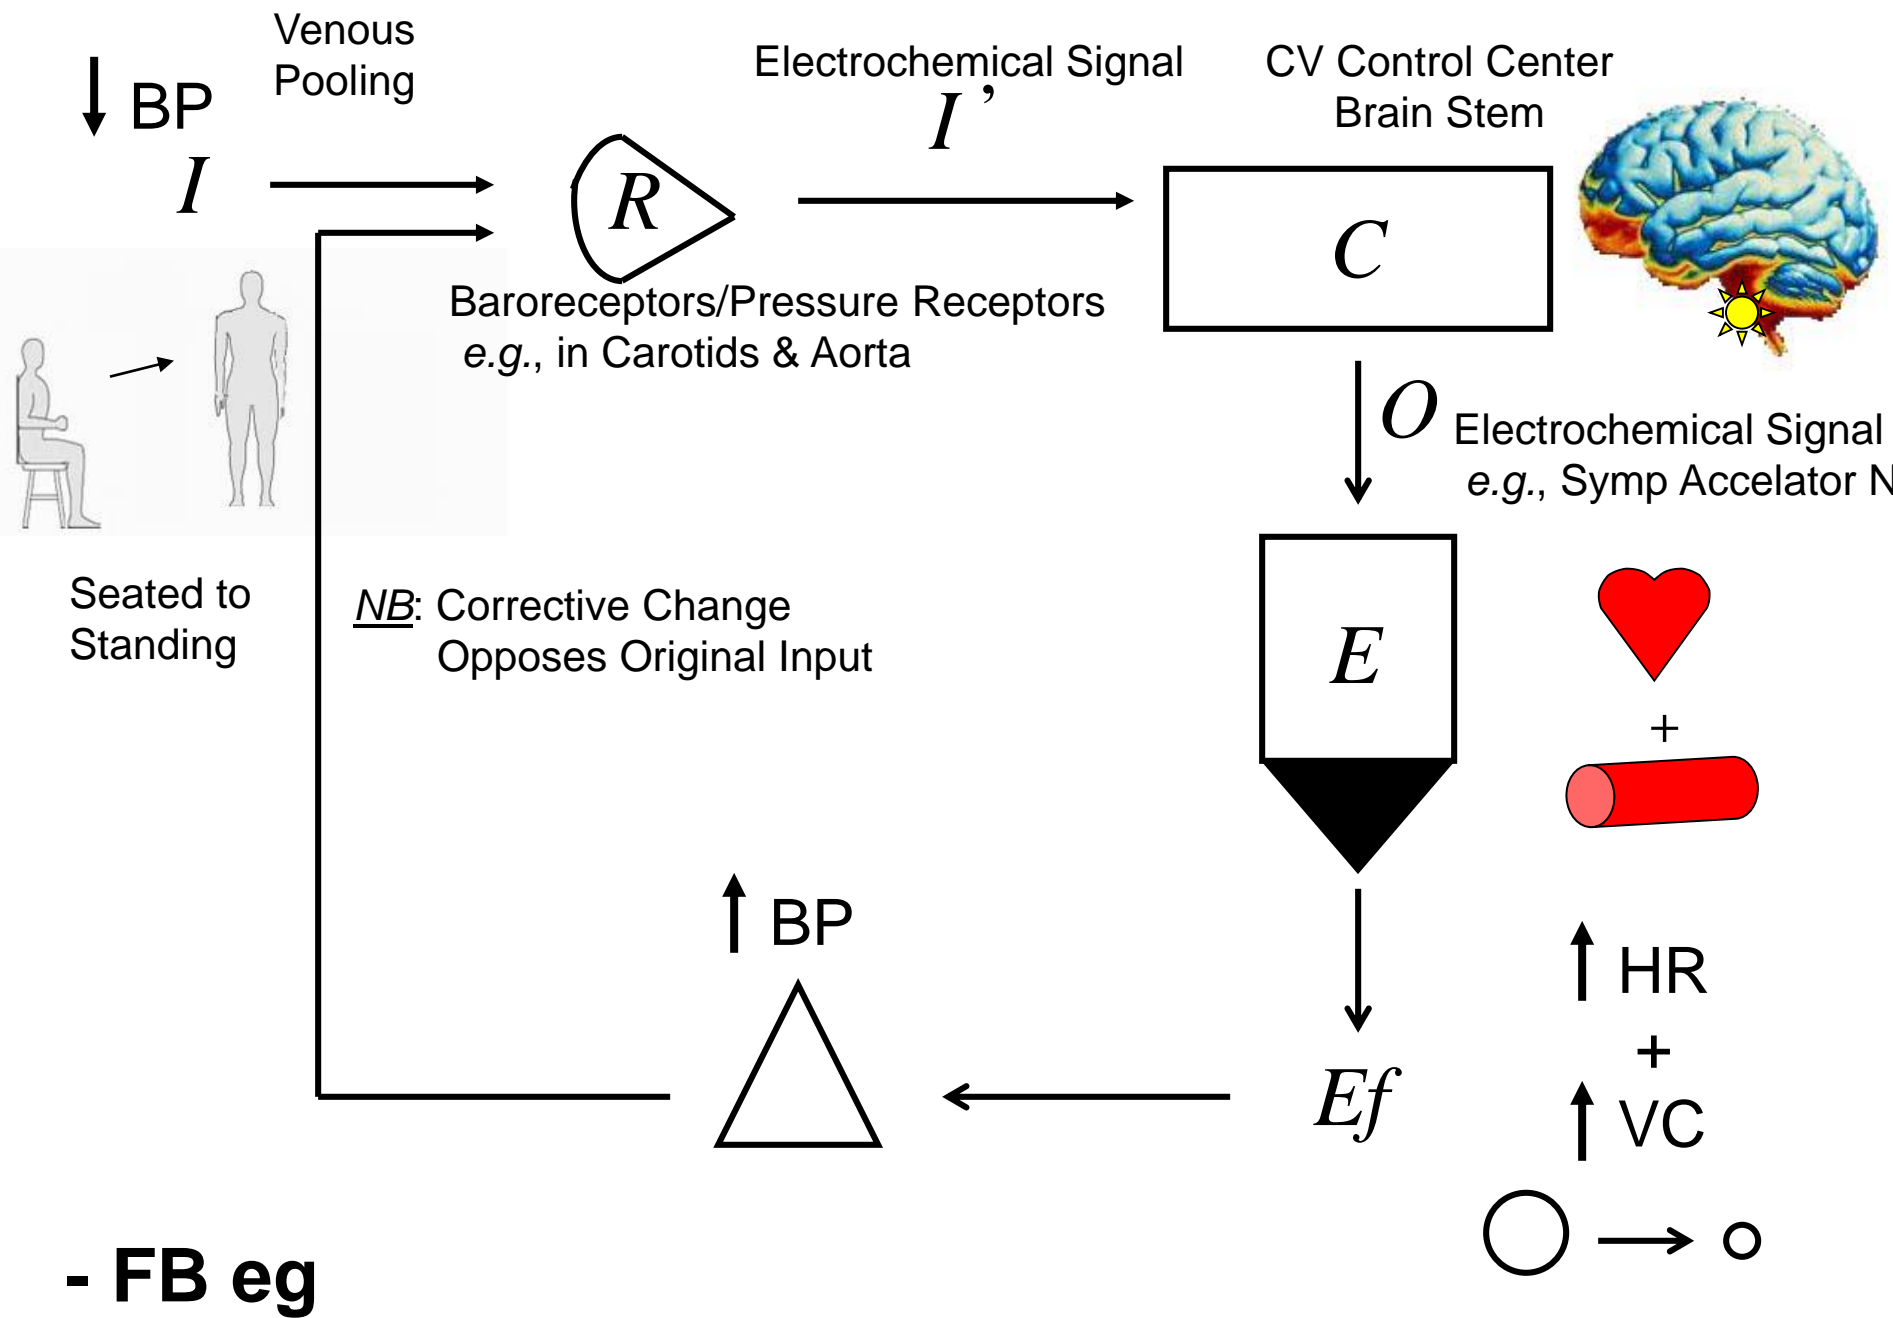 Venous
Pooling
↓ BP
I
Electrochemical Signal
I’
CV Control Center
Brain Stem
R
C
Baroreceptors/Pressure Receptors
e.g., in Carotids & Aorta
O
Electrochemical Signal
e.g., Symp Accelator N
Seated to
Standing
NB: Corrective Change
Opposes Original Input
E
+
↑ BP
↑ HR
+
↑ VC
Ef
- FB eg